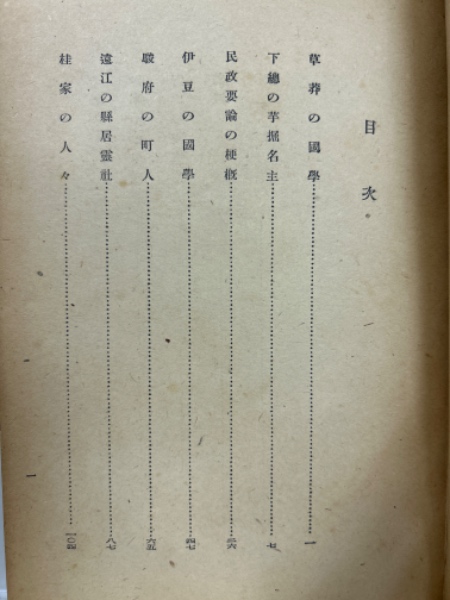 目次
草莽の國學……一
下總の芋掘名主……七
民政要論の梗概……三六
伊豆の國學……四七
駿府の町人……六五
遠江の縣居靈社……八七
桂家の人々……一〇四
一